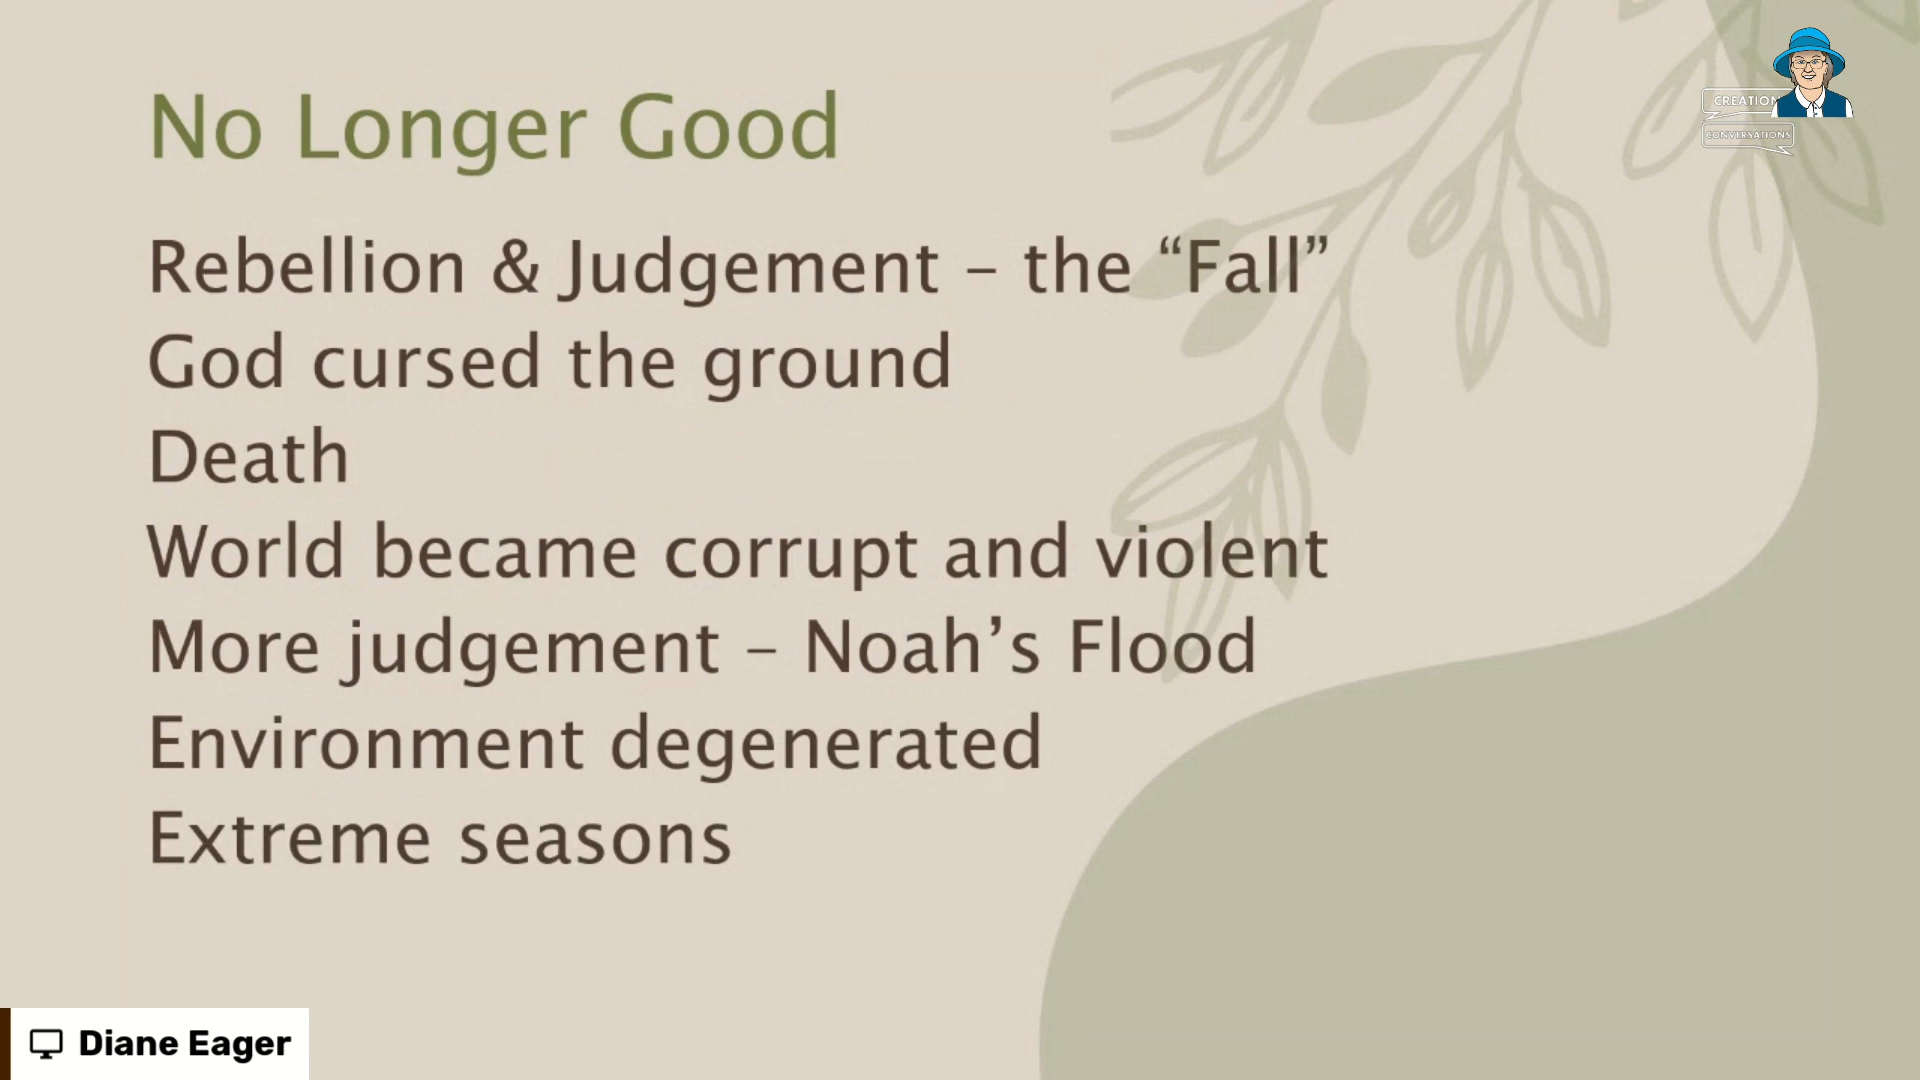 No Longer Good
Rebellion & Judgement – the “Fall”
God cursed the ground
Death
World became corrupt and violent
More judgement – Noah’s Flood
Environment degenerated
Extreme seasons
CREATION
CONVERSATIONS
Diane Eager